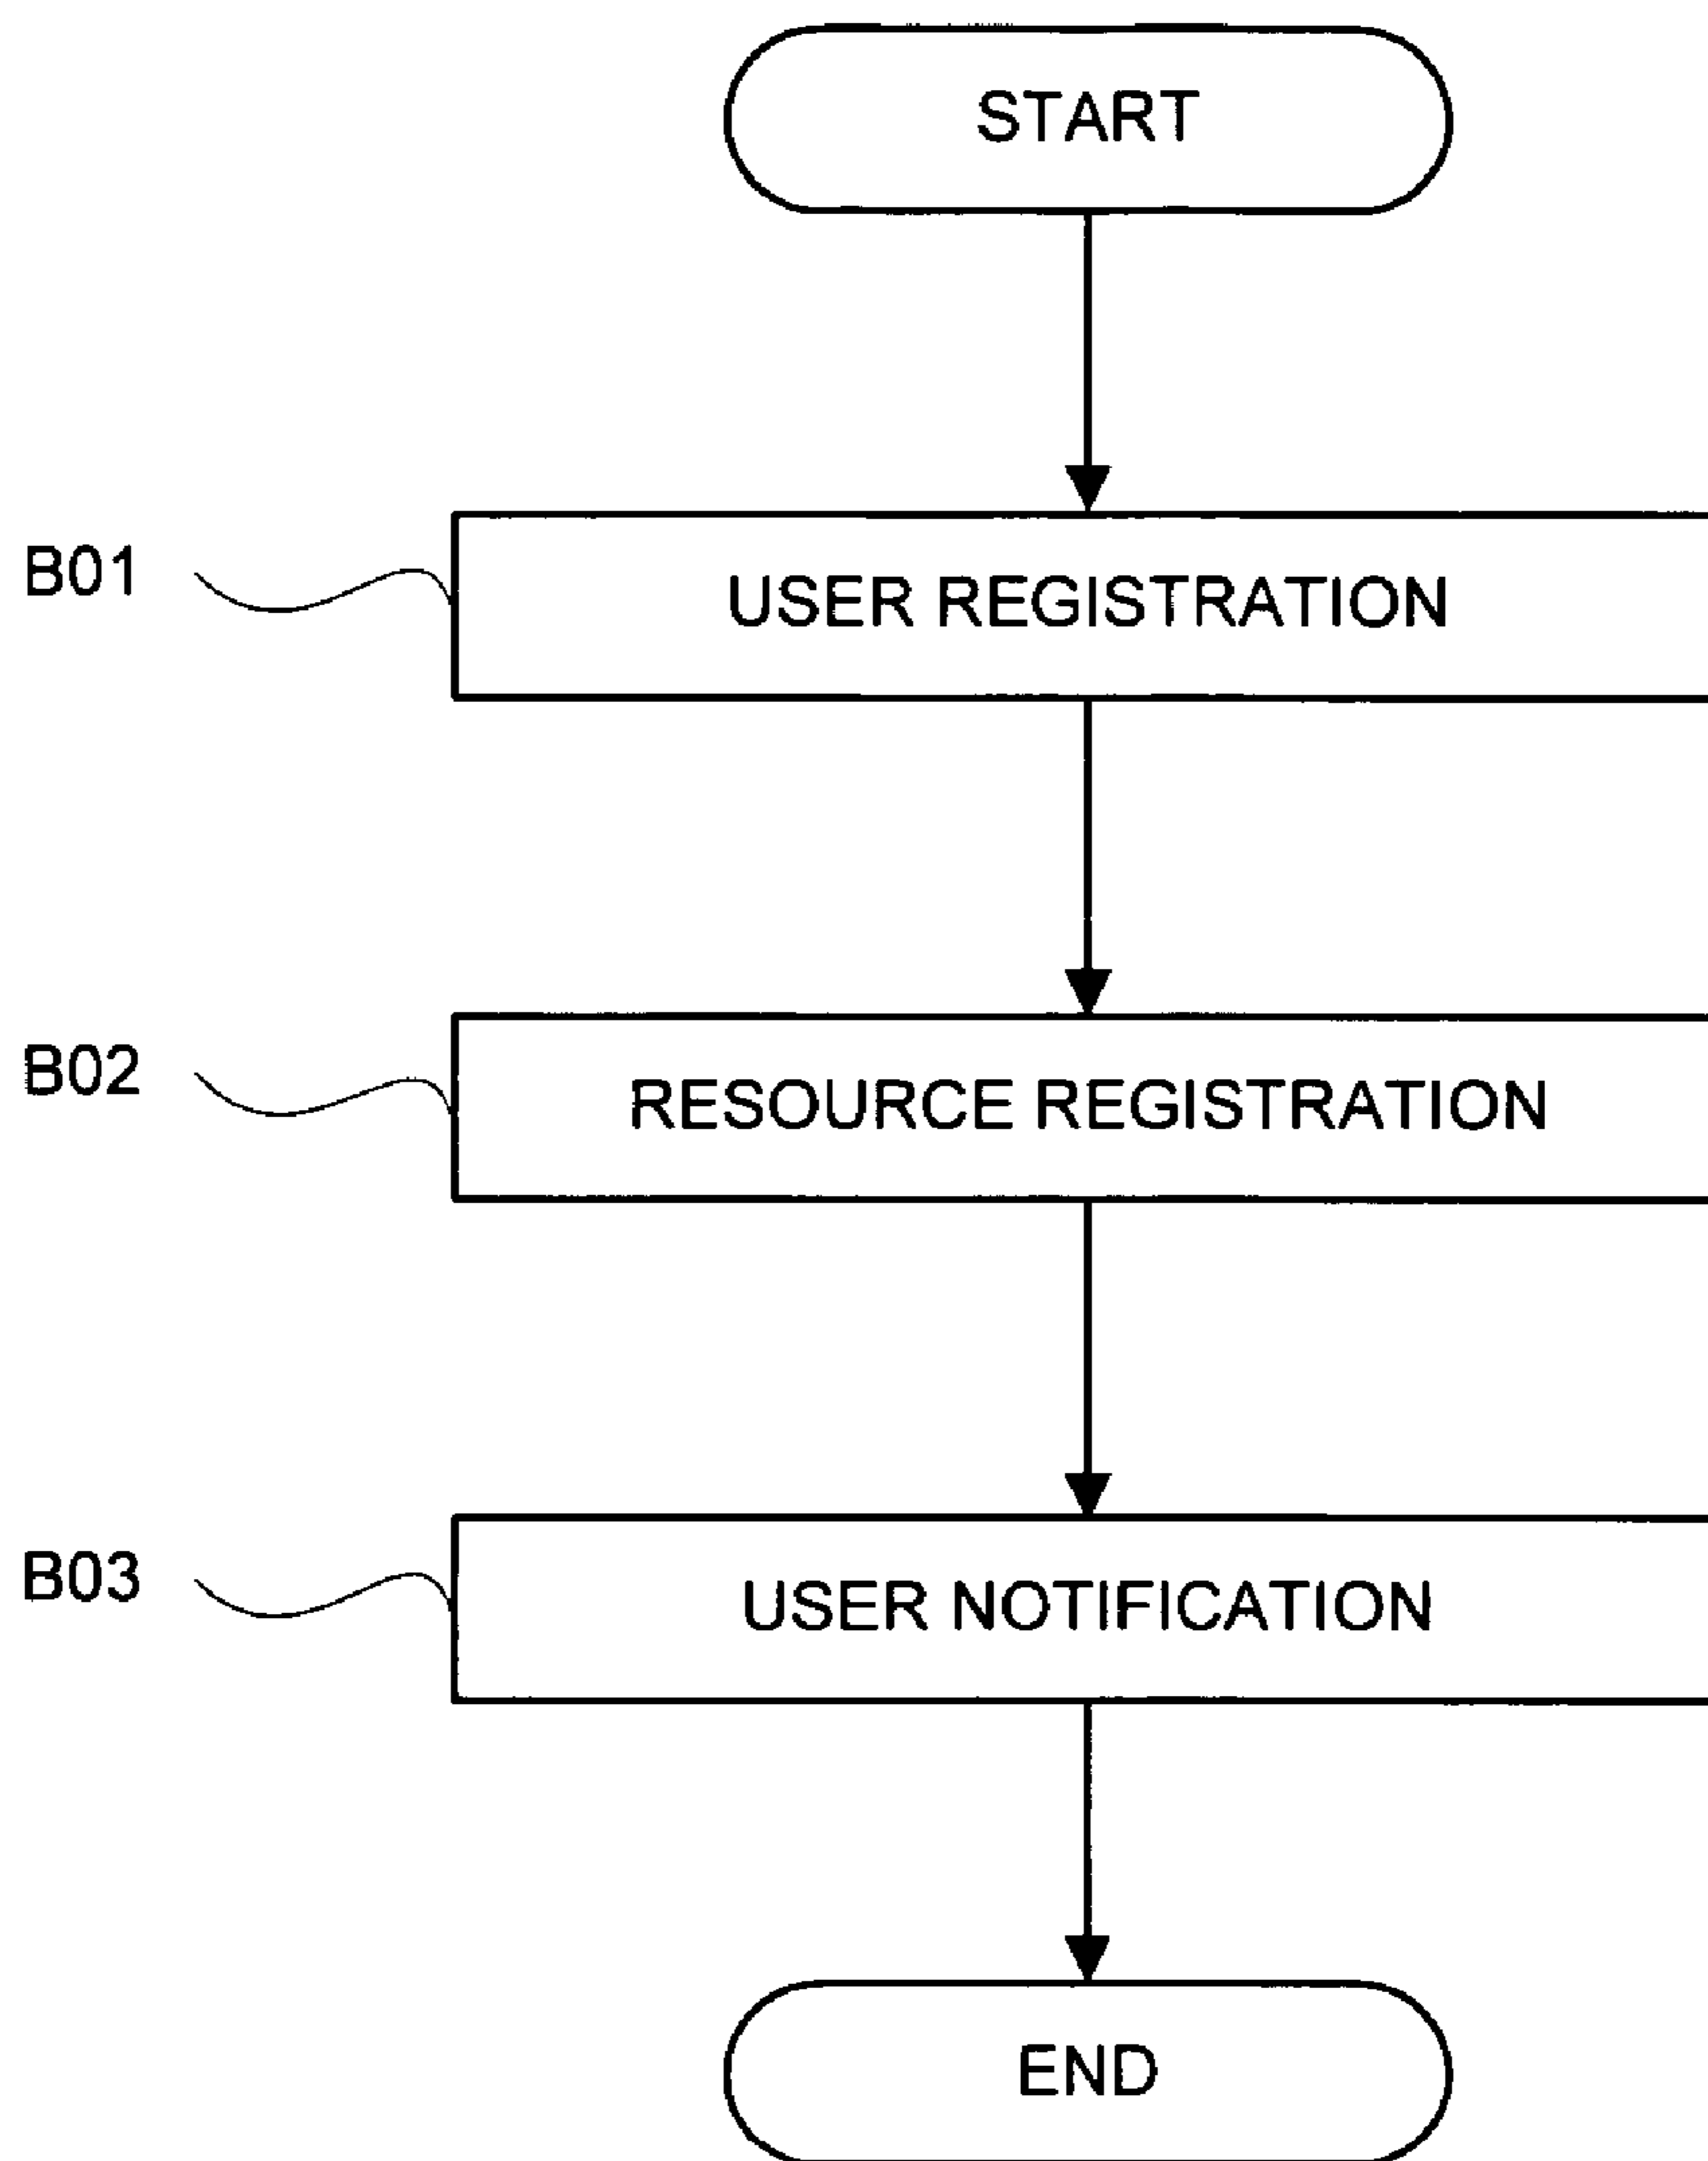 START
B01
USER REGISTRATION
B02
RESOURCE REGISTRATION
B03
USER NOTIFICATION
END